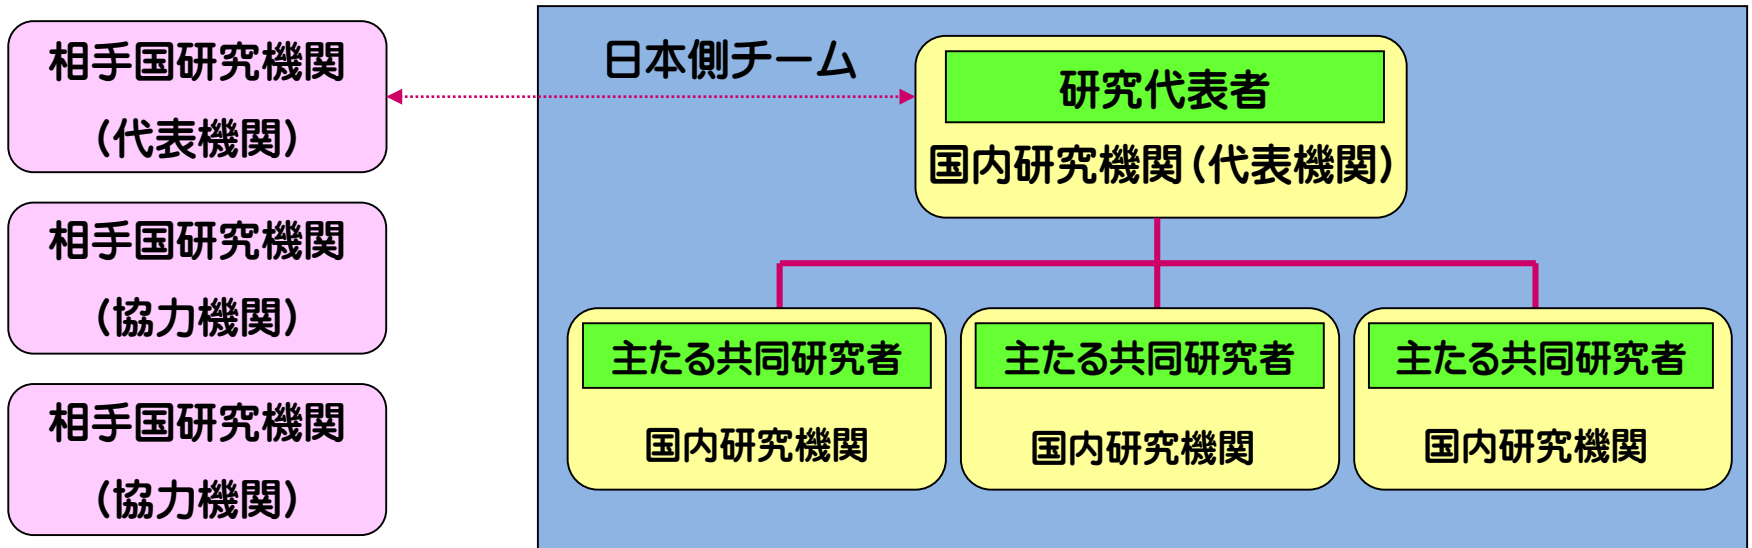 相手国研究機関
(代表機関)
相手国研究機関
(協力機関)
相手国研究機関
(協力機関)
日本側チーム
研究代表者
国内研究機関(代表機関)
主たる共同研究者
国内研究機関
主たる共同研究者
国内研究機関
主たる共同研究者
国内研究機関